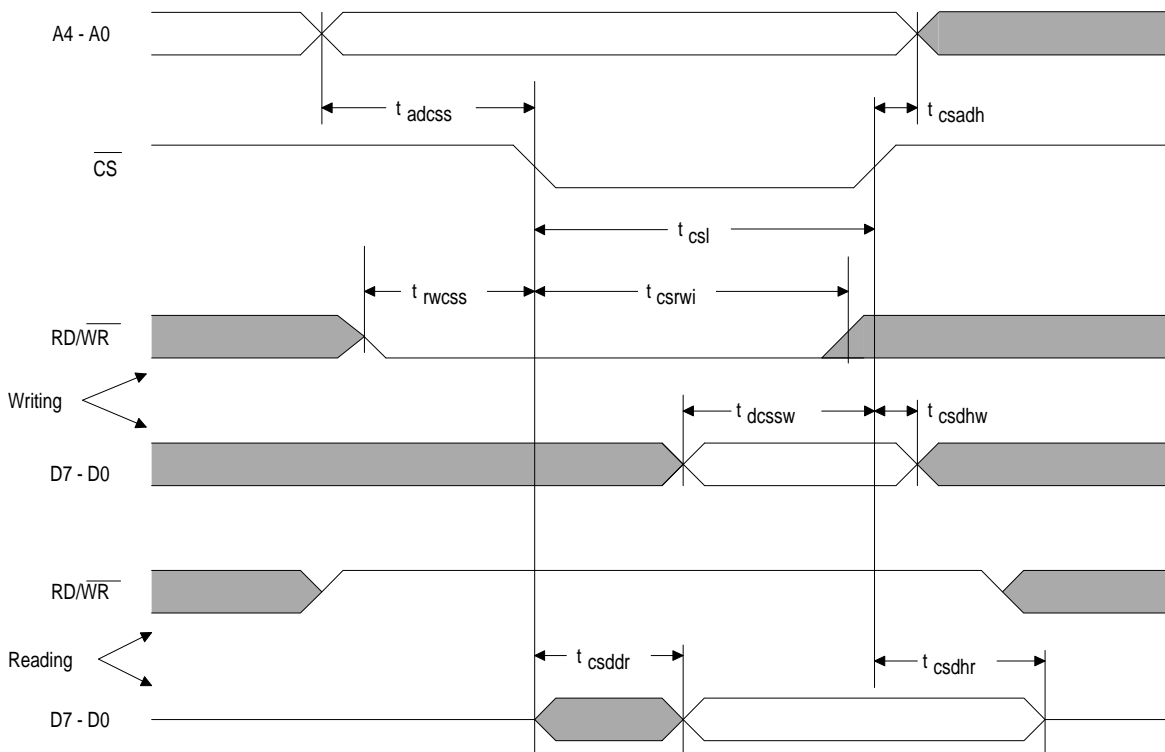 A4 - A0
t adcss
t csadh
CS
t csl
t rwcss
t csrwi
RD/WR
Writing
t dcssw
t csdhw
D7 - D0
RD/WR
Reading
t csddr
t csdhr
D7 - D0